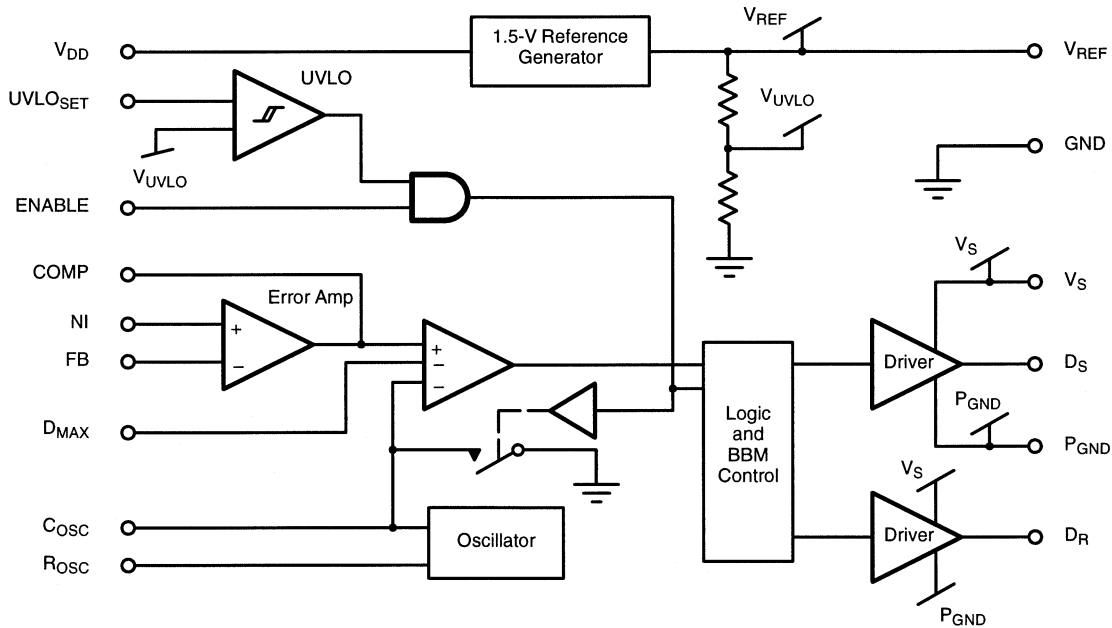 VREF
VDD
1.5-V Reference
Generator
VREF
UVLO
UVLOSET
VUVLO
VUVLO
GND
ENABLE
VS
COMP
VS
Error Amp
NI
+
FB
−
+
−
−
Driver
DS
DMAX
PGND
Logic
and
BBM
Control
PGND
VS
COSC
Oscillator
Driver
DR
ROSC
PGND